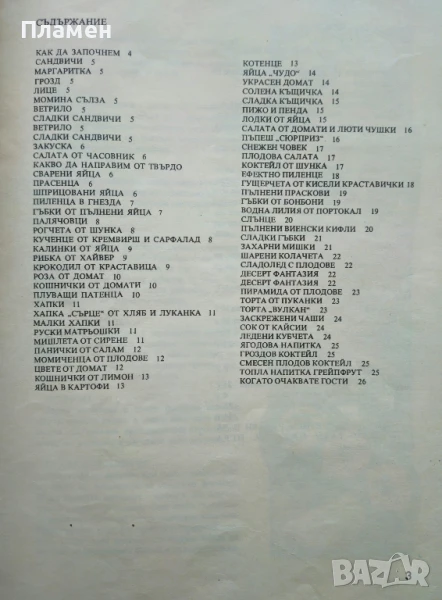 Пламен
СЪДЪРЖАНИЕ
КАК ДА ЗАПОЧНЕМ 4
САНДВИЧИ 5
МАРГАРИТКА 5
ГРОЗД 5
ЛИЦЕ 5
МОМИНА СЪЛЗА 5
ВЕТРИЛО 5
СЛАДКИ САНДВИЧИ 5
ВЕТРИЛО 5
СЛАДКИ САНДВИЧИ 5
ЗАКУСКА 6
САЛАТА ОТ ЧАСОВНИК 6
КАКВО ДА НАПРАВИМ ОТ ТВЪРДО
СВАРЕНИ ЯЙЦА 6
ПРАСЕНЦА 6
ШПРИЦОВАНИ ЯЙЦА 6
ПИЛЕНЦА В ГНЕЗДА 7
ГЪБКИ ОТ ПЪЛНЕНИ ЯЙЦА 7
ПАЛЯЧОВЦИ 8
РОГЧЕТА ОТ ШУНКА 8
КУЧЕНЦЕ ОТ КРЕМВИРШ И САРФАЛАД 8
КАЛИНКИ ОТ ЯЙЦА 9
РИБКА ОТ ХАЙВЕР 9
КРОКОДИЛ ОТ КРАСТАВИЦА 9
РОЗА ОТ ДОМАТ 10
КОШНИЧКИ ОТ ДОМАТИ 10
ПЛУВАЩИ ПАТЕНЦА 10
ХАПКИ 11
ХАПКА „СЪРЦЕ" ОТ ХЛЯБ И ЛУКАНКА 11
МАЛКИ ХАПКИ 11
РУСКИ МАТРЬОШКИ 11
МИШЛЕТА ОТ СИРЕНЕ 11
ПАНИЧКИ ОТ САЛАМ 12
МОМИЧЕНЦА ОТ ПЛОДОВЕ 12
ЦВЕТЕ ОТ ДОМАТ 12
КОШНИЧКИ ОТ ЛИМОН 13
ЯЙЦА В КАРТОФИ 13
КОТЕНЦЕ 13
ЯЙЦА „ЧУДО" 14
УКРАСЕН ДОМАТ 14
СОЛЕНА КЪЩИЧКА 14
СЛАДКА КЪЩИЧКА 15
ПИЖО И ПЕНДА 15
ЛОДКИ ОТ ЯЙЦА 15
САЛАТА ОТ ДОМАТИ И ЛЮТИ ЧУШКИ 16
ПЪПЕШ „СЮРПРИЗ" 16
СНЕЖЕН ЧОВЕК 17
ПЛОДОВА САЛАТА 17
КОКТЕЙЛ ОТ ШУНКА 17
ЕФЕКТНО ПИЛЕНЦЕ 18
ГУЩЕРЧЕТА ОТ КИСЕЛИ КРАСТАВИЧКИ 18
ПЪЛНЕНИ ПРАСКОВИ 19
ГЪБКИ ОТ БОНБОНИ 19
ВОДНА ЛИЛИЯ ОТ ПОРТОКАЛ 19
СЛЪНЦЕ 20
ПЪЛНЕНИ ВИЕНСКИ КИФЛИ 20
СЛАДКИ ГЪБКИ 21
ЗАХАРНИ МИШКИ 21
ШАРЕНИ КОЛАЧЕТА 21
СЛАДОЛЕД С ПЛОДОВЕ 22
ДЕСЕРТ ФАНТАЗИЯ 22
ДЕСЕРТ ФАНТАЗИЯ 22
ПИРАМИДА ОТ ПЛОДОВЕ 23
ТОРТА ОТ ПУКАНКИ 23
ТОРТА „ВУЛКАН" 23
ЗАСКРЕЖЕНИ ЧАШИ 24
СОК ОТ КАЙСИИ 24
ЛЕДЕНИ КУБЧЕТА 24
ЯГОДОВА НАПИТКА 25
ГРОЗДОВ КОКТЕЙЛ 25
СМЕСЕН ПЛОДОВ КОКТЕЙЛ 25
ТОПЛА НАПИТКА ГРЕЙПФРУТ 25
КОГАТО ОЧАКВАТЕ ГОСТИ 26
3
BAZAR